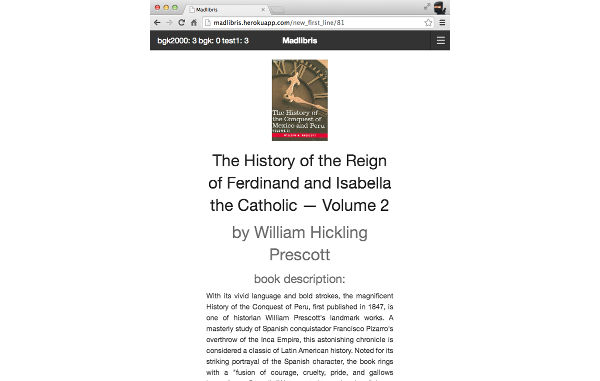 Madlibris
madlibris.herokuapp.com/new_first_line/81
bgk2000: 3 bgk: 0 test1: 3
Madlibris
The History of
the Conquest of
Mexico and Peru
VOLUME II
WILLIAM H. PRESCOTT
The History of the Reign
of Ferdinand and Isabella
the Catholic — Volume 2
by William Hickling
Prescott
book description:
With its vivid language and bold strokes, the magnificent
History of the Conquest of Peru, first published in 1847, is
one of historian William Prescott's landmark works. A
masterly study of Spanish conquistador Francisco Pizarro's
overthrow of the Inca Empire, this astonishing chronicle is
considered a classic of Latin American history. Noted for its
striking portrayal of the Spanish character, the book rings
with a "fusion of courage, cruelty, pride, and gallows